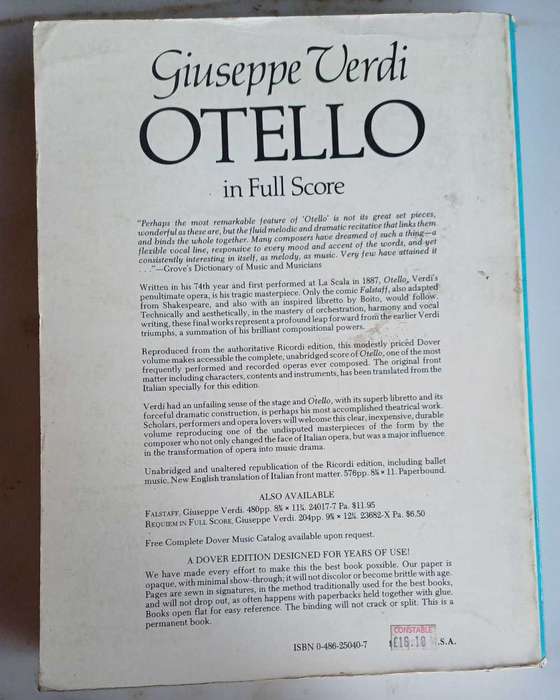 Giuseppe Verdi
OTELLO
in Full Score
"Perhaps the most remarkable feature of 'Otello' is not its great set pieces,
wonderful as these are, but the fluid melodic and dramatic recitative that links them
and binds the whole together. Many composers have dreamed of such a thing—a
flexible vocal line, responsive to every mood and accent of the words, and yet
consistently interesting in itself, as melody, as music. Very few have attained it
. . . ."—Grove's Dictionary of Music and Musicians
Written in his 74th year and first performed at La Scala in 1887, Otello, Verdi's
penultimate opera, is his tragic masterpiece. Only the comic Falstaff, also adapted
from Shakespeare, and also with an inspired libretto by Boito, would follow.
Technically and aesthetically, in the mastery of orchestration, harmony and vocal
writing, these final works represent a profound leap forward from the earlier Verdi
triumphs, a summation of his brilliant compositional powers.
Reproduced from the authoritative Ricordi edition, this modestly priced Dover
volume makes accessible the complete, unabridged score of Otello, one of the most
frequently performed and recorded operas ever composed. The original front
matter including characters, contents and instruments, has been translated from the
Italian specially for this edition.
Verdi had an unfailing sense of the stage and Otello, with its superb libretto and its
forceful dramatic construction, is perhaps his most accomplished theatrical work.
Scholars, performers and opera lovers will welcome this clear, inexpensive, durable
volume reproducing one of the undisputed masterpieces of the form by the
composer who not only changed the face of Italian opera, but was a major influence
in the transformation of opera into music drama.
Unabridged and unaltered republication of the Ricordi edition, including ballet
music. New English translation of Italian front matter. 576pp. 8⅜ × 11. Paperbound.
ALSO AVAILABLE
FALSTAFF, Giuseppe Verdi. 480pp. 8⅜ × 11¼. 24017-7 Pa. $11.95
REQUIEM IN FULL SCORE, Giuseppe Verdi. 204pp. 9⅜ × 12¼. 23682-X Pa. $6.50
Free Complete Dover Music Catalog available upon request.
A DOVER EDITION DESIGNED FOR YEARS OF USE!
We have made every effort to make this the best book possible. Our paper is
opaque, with minimal show-through; it will not discolor or become brittle with age.
Pages are sewn in signatures, in the method traditionally used for the best books,
and will not drop out, as often happens with paperbacks held together with glue.
Books open flat for easy reference. The binding will not crack or split. This is a
permanent book.
CONSTABLE
ISBN 0-486-25040-7 £16.10 .S.A.